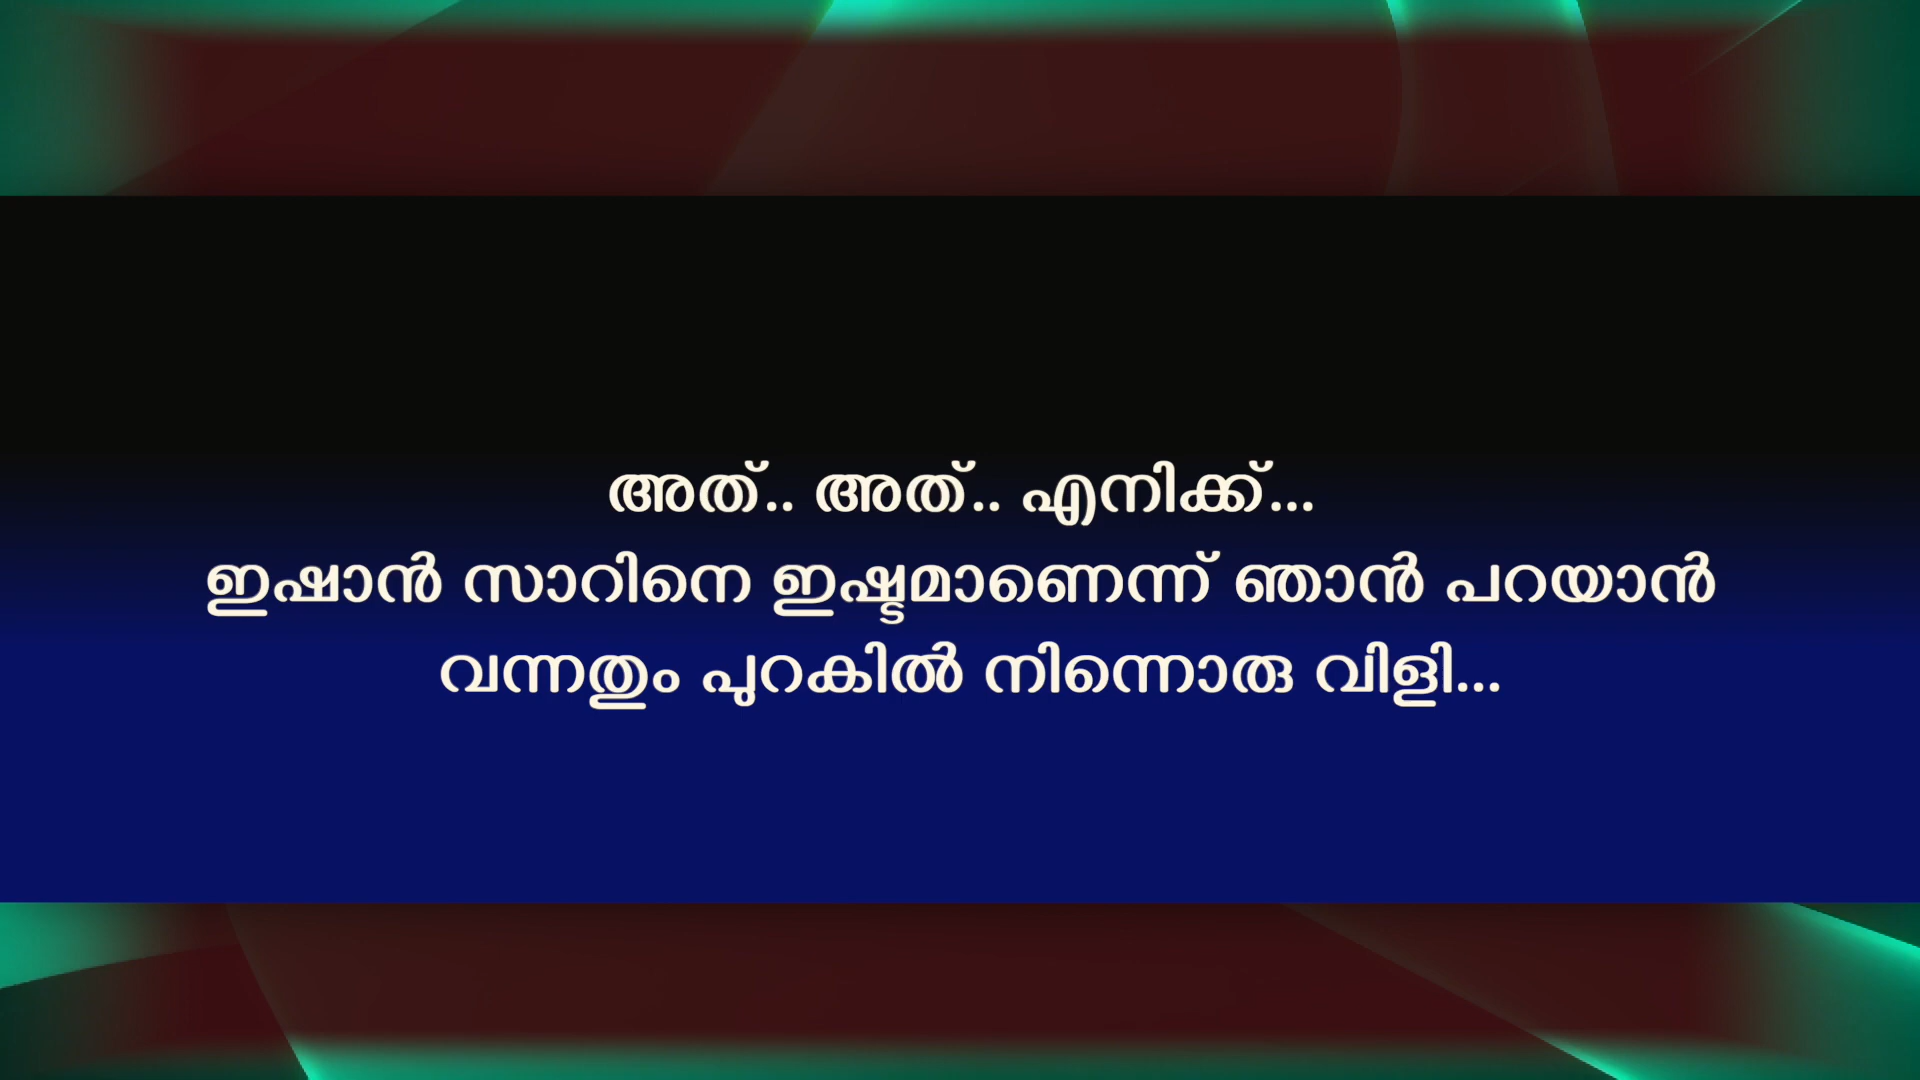 അത്.. അത്.. എനിക്ക്...
ഇഷാൻ സാറിനെ ഇഷ്ടമാണെന്ന് ഞാൻ പറയാൻ
വന്നതും പുറകിൽ നിന്നൊരു വിളി...